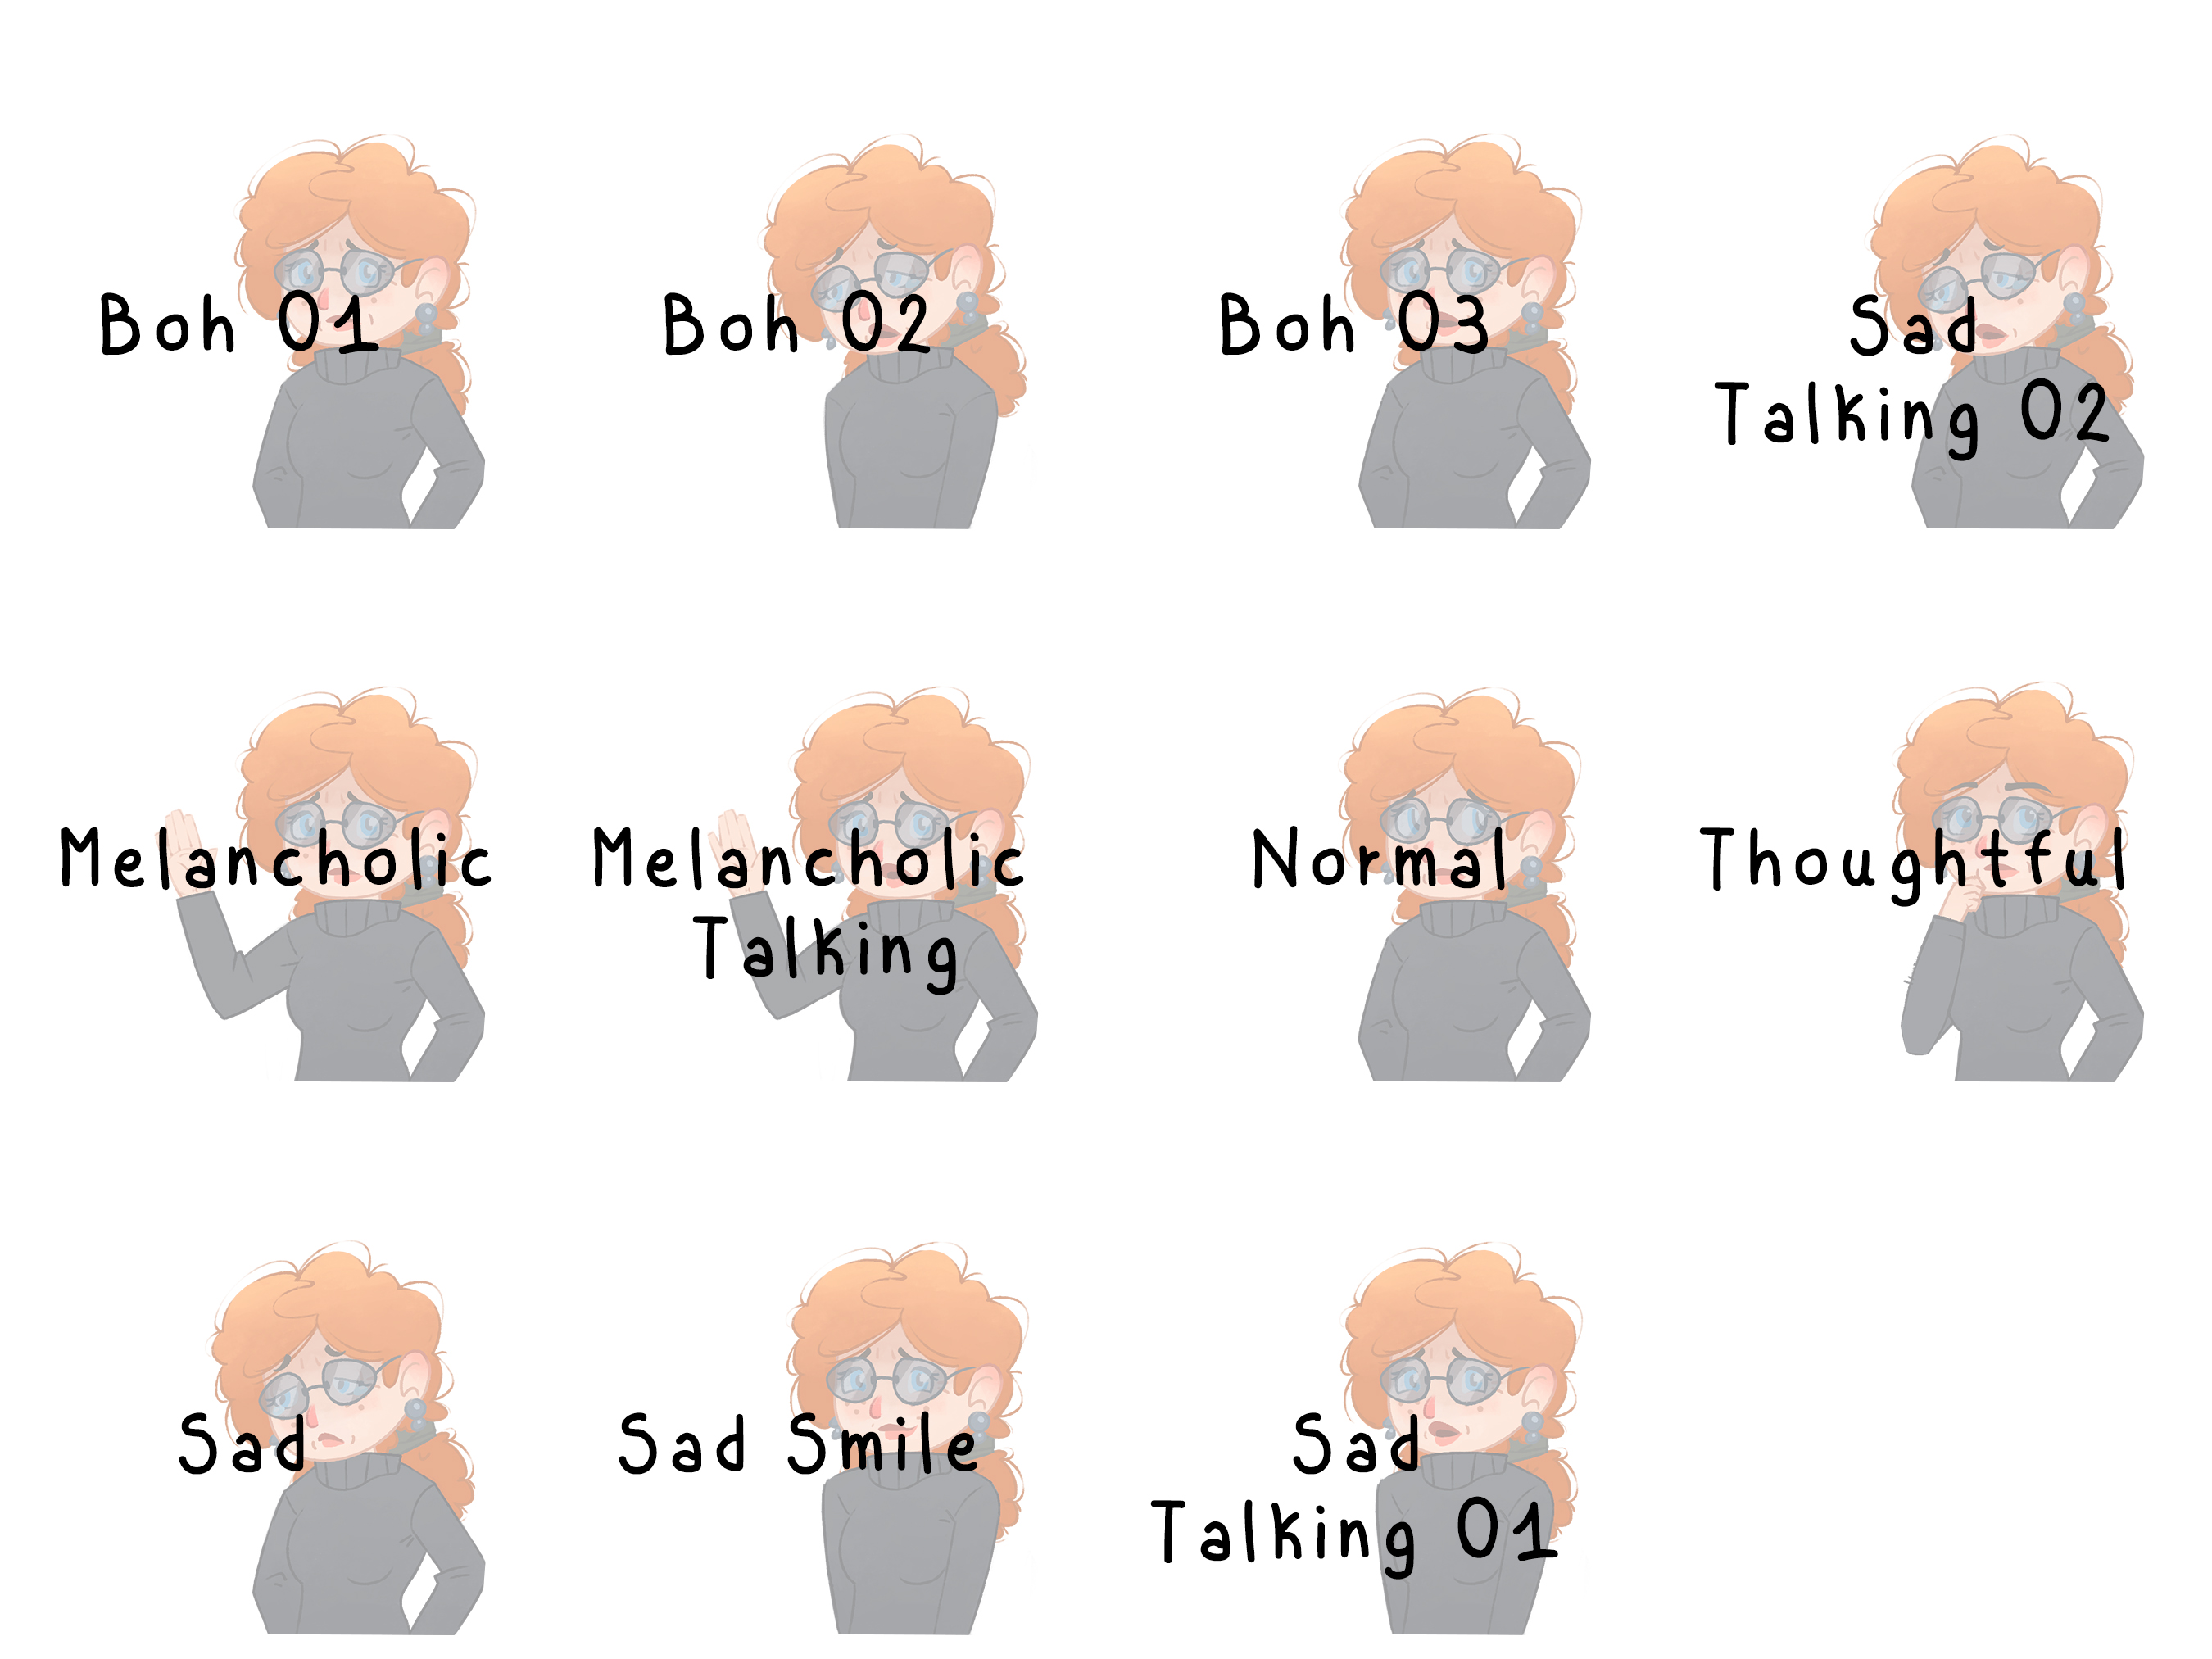 Boh 01
Boh 02
Boh 03
Sad
Talking 02
Melancholic
Melancholic
Talking
Normal
Thoughtful
Sad
Sad Smile
Sad
Talking 01